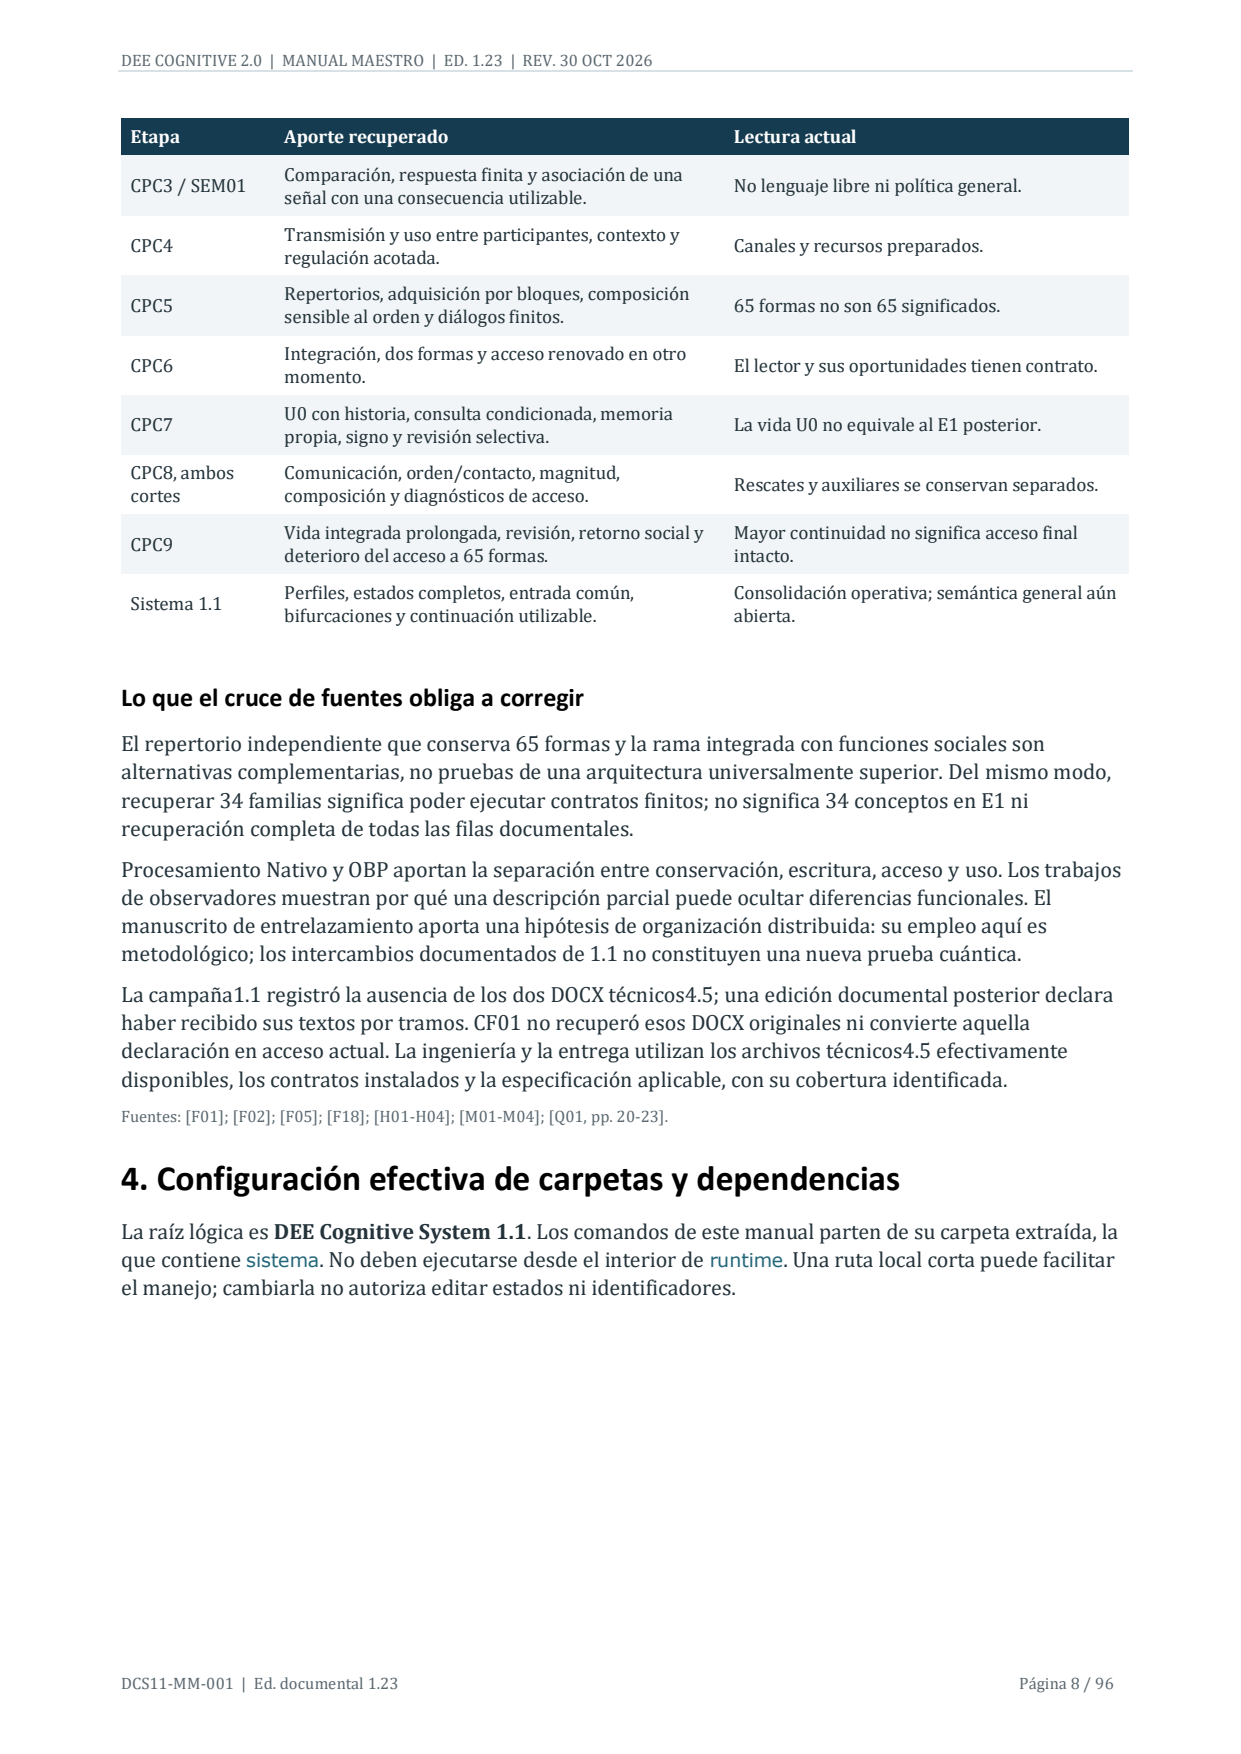 DEE COGNITIVE 2.0 | MANUAL MAESTRO | ED. 1.23 | REV. 30 OCT 2026
Etapa Aporte recuperado Lectura actual
CPC3 / SEM01 Comparación, respuesta finita y asociación de una señal con una consecuencia utilizable. No lenguaje libre ni política general.
CPC4 Transmisión y uso entre participantes, contexto y regulación acotada. Canales y recursos preparados.
CPC5 Repertorios, adquisición por bloques, composición sensible al orden y diálogos finitos. 65 formas no son 65 significados.
CPC6 Integración, dos formas y acceso renovado en otro momento. El lector y sus oportunidades tienen contrato.
CPC7 U0 con historia, consulta condicionada, memoria propia, signo y revisión selectiva. La vida U0 no equivale al E1 posterior.
CPC8, ambos cortes Comunicación, orden/contacto, magnitud, composición y diagnósticos de acceso. Rescates y auxiliares se conservan separados.
CPC9 Vida integrada prolongada, revisión, retorno social y deterioro del acceso a 65 formas. Mayor continuidad no significa acceso final intacto.
Sistema 1.1 Perfiles, estados completos, entrada común, bifurcaciones y continuación utilizable. Consolidación operativa; semántica general aún abierta.
Lo que el cruce de fuentes obliga a corregir
El repertorio independiente que conserva 65 formas y la rama integrada con funciones sociales son
alternativas complementarias, no pruebas de una arquitectura universalmente superior. Del mismo modo,
recuperar 34 familias significa poder ejecutar contratos finitos; no significa 34 conceptos en E1 ni
recuperación completa de todas las filas documentales.
Procesamiento Nativo y OBP aportan la separación entre conservación, escritura, acceso y uso. Los trabajos
de observadores muestran por qué una descripción parcial puede ocultar diferencias funcionales. El
manuscrito de entrelazamiento aporta una hipótesis de organización distribuida: su empleo aquí es
metodológico; los intercambios documentados de 1.1 no constituyen una nueva prueba cuántica.
La campaña1.1 registró la ausencia de los dos DOCX técnicos4.5; una edición documental posterior declara
haber recibido sus textos por tramos. CF01 no recuperó esos DOCX originales ni convierte aquella
declaración en acceso actual. La ingeniería y la entrega utilizan los archivos técnicos4.5 efectivamente
disponibles, los contratos instalados y la especificación aplicable, con su cobertura identificada.
Fuentes: [F01]; [F02]; [F05]; [F18]; [H01-H04]; [M01-M04]; [Q01, pp. 20-23].
4. Configuración efectiva de carpetas y dependencias
La raíz lógica es DEE Cognitive System 1.1. Los comandos de este manual parten de su carpeta extraída, la
que contiene sistema. No deben ejecutarse desde el interior de runtime. Una ruta local corta puede facilitar
el manejo; cambiarla no autoriza editar estados ni identificadores.
DCS11-MM-001 | Ed. documental 1.23 Página 8 / 96